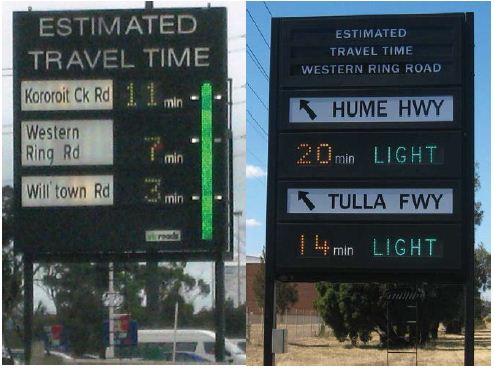 ESTIMATED
TRAVEL TIME
Kororoit Ck Rd 11 min
Western
Ring Rd 7 min
Will'town Rd 3 min
vicroads
ESTIMATED
TRAVEL TIME
WESTERN RING ROAD
HUME HWY
20 min LIGHT
TULLA FWY
14 min LIGHT